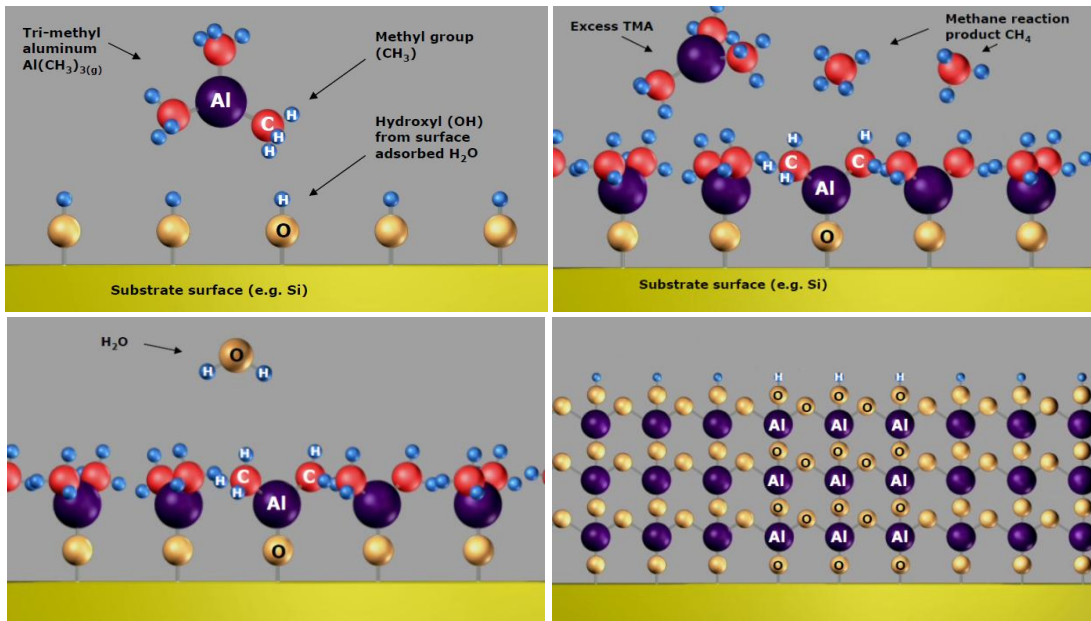 Tri-methyl
aluminum
Al(CH₃)₃(g)
Methyl group
(CH₃)
Al
C
H
H
H
Hydroxyl (OH)
from surface
adsorbed H₂O
H
O
Substrate surface (e.g. Si)
Excess TMA
Methane reaction
product CH₄
H
C
C
H
H
Al
O
Substrate surface (e.g. Si)
H₂O
O
H
H
H
H
C
C
H
H
Al
O
H H H
O O O
O O
Al Al Al
O O O
O O
Al Al Al
O O O
O O
Al Al Al
O O O